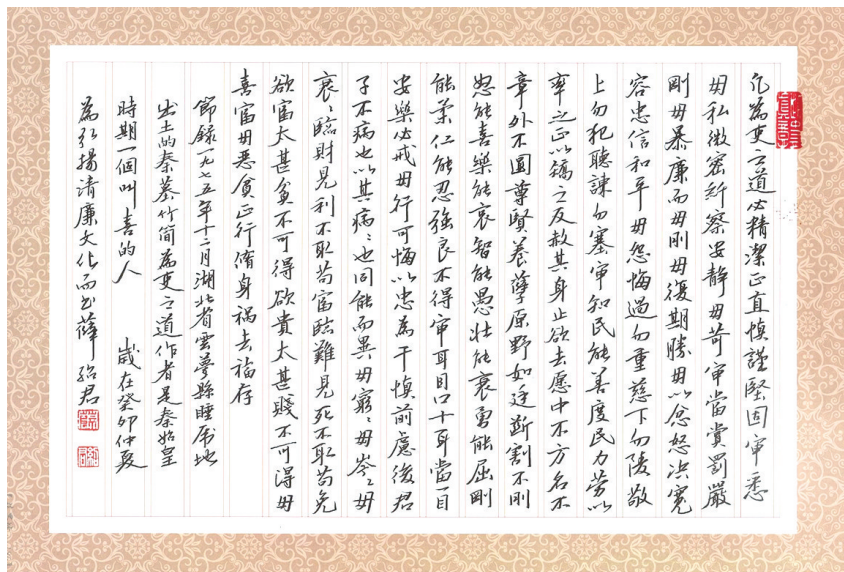 凡為吏之道必精潔正直慎謹堅固審悉
毋私微密纖察安靜毋苛審當賞罰嚴
剛毋暴廉而毋刖毋復期勝毋以忿怒決寬
容忠信和平毋怨悔過勿重慈下勿陵敬
上勿犯聽諫勿塞審知民能善度民力勞以
率之正以矯之反赦其身止欲去愿中不方名不
章外不圓尊賢養孽原野如廷斷割不刖
怒能喜樂能哀智能愚壯能衰勇能屈剛
能柔仁能忍強良不得審耳目口十耳當一目
安樂必戒毋行可悔以忠為干慎前慮後君
子不病也以其病〻也同能而異毋窮〻毋岑〻毋
衰〻臨財見利不取苟富臨難見死不取苟免
欲富太甚貧不可得欲貴太甚賤不可得毋
喜富毋惡貧正行脩身禍去福存
節録一九七五年十二月湖北省雲夢縣睡虎地
出土的秦墓竹简為吏之道作者是秦始皇
時期一個叫喜的人 歲在癸卯仲夏
為弘揚清廉文化而書薛紹君